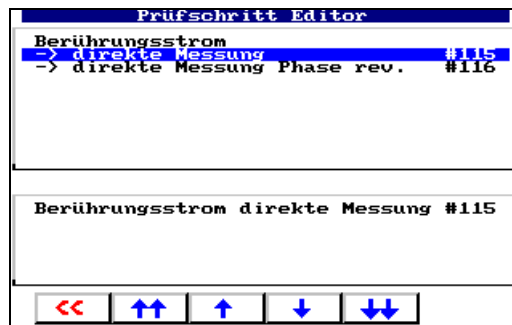 Prüfschritt Editor
Berührungsstrom
-> direkte Messung #115
-> direkte Messung Phase rev. #116
Berührungsstrom direkte Messung #115
<<